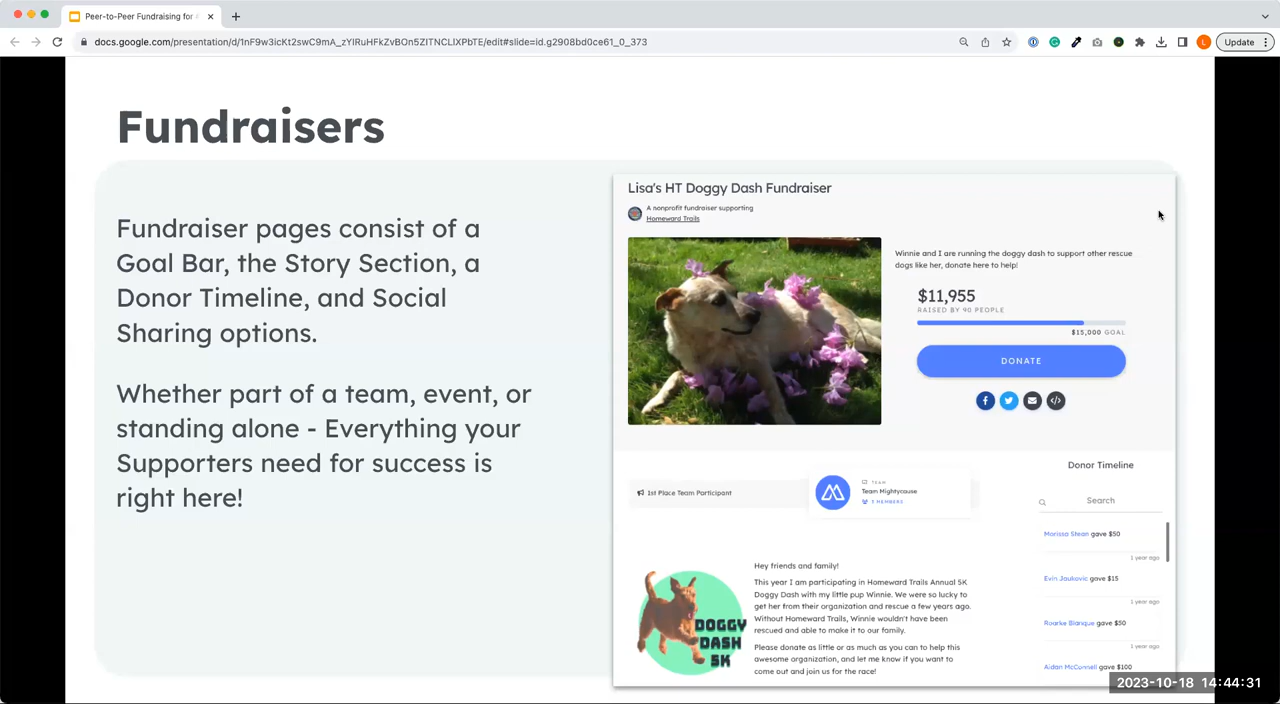 Peer-to-Peer Fundraising for
docs.google.com/presentation/d/1nF9w3icKt2swC9mA_zYlRuHFkZvBOn5ZITNCLlXPbTE/edit#slide=id.g2908bd0ce61_0_373
L
Update
Fundraisers
Fundraiser pages consist of a
Goal Bar, the Story Section, a
Donor Timeline, and Social
Sharing options.
Whether part of a team, event, or
standing alone - Everything your
Supporters need for success is
right here!
Lisa's HT Doggy Dash Fundraiser
A nonprofit fundraiser supporting
Homeward Trails
Winnie and I are running the doggy dash to support other rescue
dogs like her, donate here to help!
$11,955
RAISED BY 90 PEOPLE
$15,000 GOAL
DONATE
1st Place Team Participant
TEAM
Team Mightycause
MEMBERS
DOGGY
DASH
5K
Hey friends and family!
This year I am participating in Homeward Trails Annual 5K
Doggy Dash with my little pup Winnie. We were so lucky to
get her from their organization and rescue a few years ago.
Without Homeward Trails, Winnie wouldn't have been
rescued and able to make it to our family.
Please donate as little or as much as you can to help this
awesome organization, and let me know if you want to
come out and join us for the race!
Donor Timeline
Search
Morissa Stean gave $50
1 year ago
Evin Jaukovic gave $15
1 year ago
Rourke Blanque gave $50
1 year ago
Aidan McConnell gave $100
2023-10-18 14:44:31